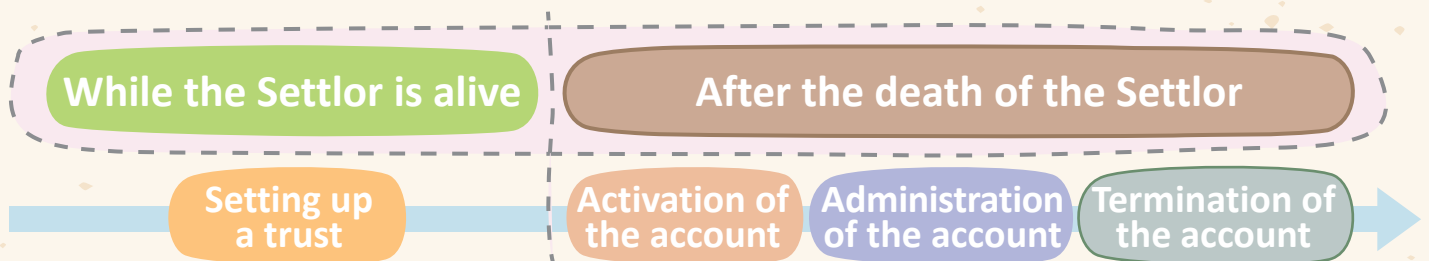 While the Settlor is alive
After the death of the Settlor
Setting up
a trust
Activation of
the account
Administration
of the account
Termination of
the account